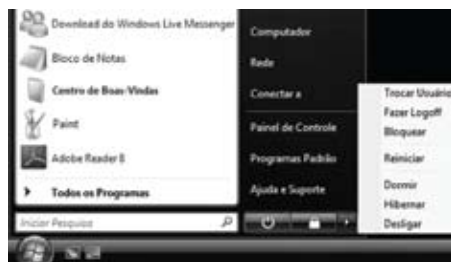 Download do Windows Live Messenger
Bloco de Notas
Centro de Boas-Vindas
Paint
Adobe Reader 8
Todos os Programas
Iniciar Pesquisa
Computador
Rede
Conectar a
Painel de Controle
Programas Padrão
Ajuda e Suporte
Trocar Usuário
Fazer Logoff
Bloquear
Reiniciar
Dormir
Hibernar
Desligar